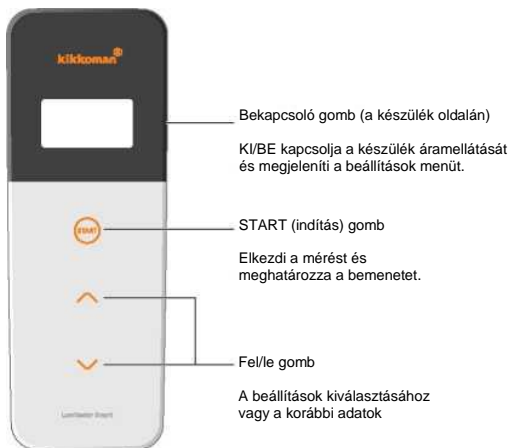 kikkoman®
Bekapcsoló gomb (a készülék oldalán)
KI/BE kapcsolja a készülék áramellátását
és megjeleníti a beállítások menüt.
START
START (indítás) gomb
Elkezdi a mérést és
meghatározza a bemenetet.
Fel/le gomb
A beállítások kiválasztásához
vagy a korábbi adatok
Lumitester Smart